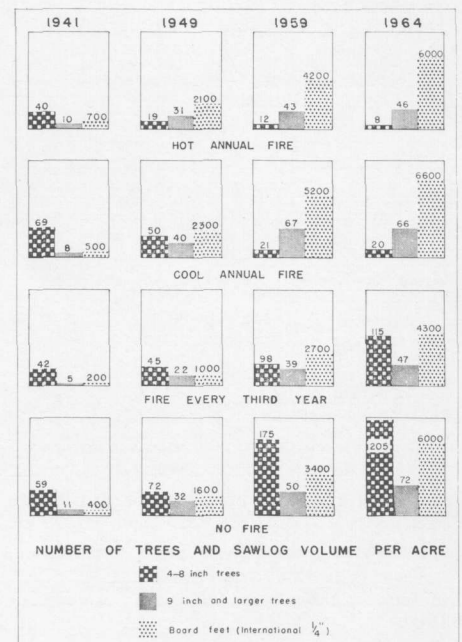 1941 1949 1959 1964
40 10 700 19 31 2100 12 43 4200 8 46 6000
HOT ANNUAL FIRE
69 8 500 50 40 2300 21 67 5200 20 66 6600
COOL ANNUAL FIRE
42 5 200 45 22 1000 98 39 2700 115 47 4300
FIRE EVERY THIRD YEAR
59 11 400 72 32 1600 175 50 3400 205 72 6000
NO FIRE
NUMBER OF TREES AND SAWLOG VOLUME PER ACRE
4–8 inch trees
9 inch and larger trees
Board feet (International 1/4")